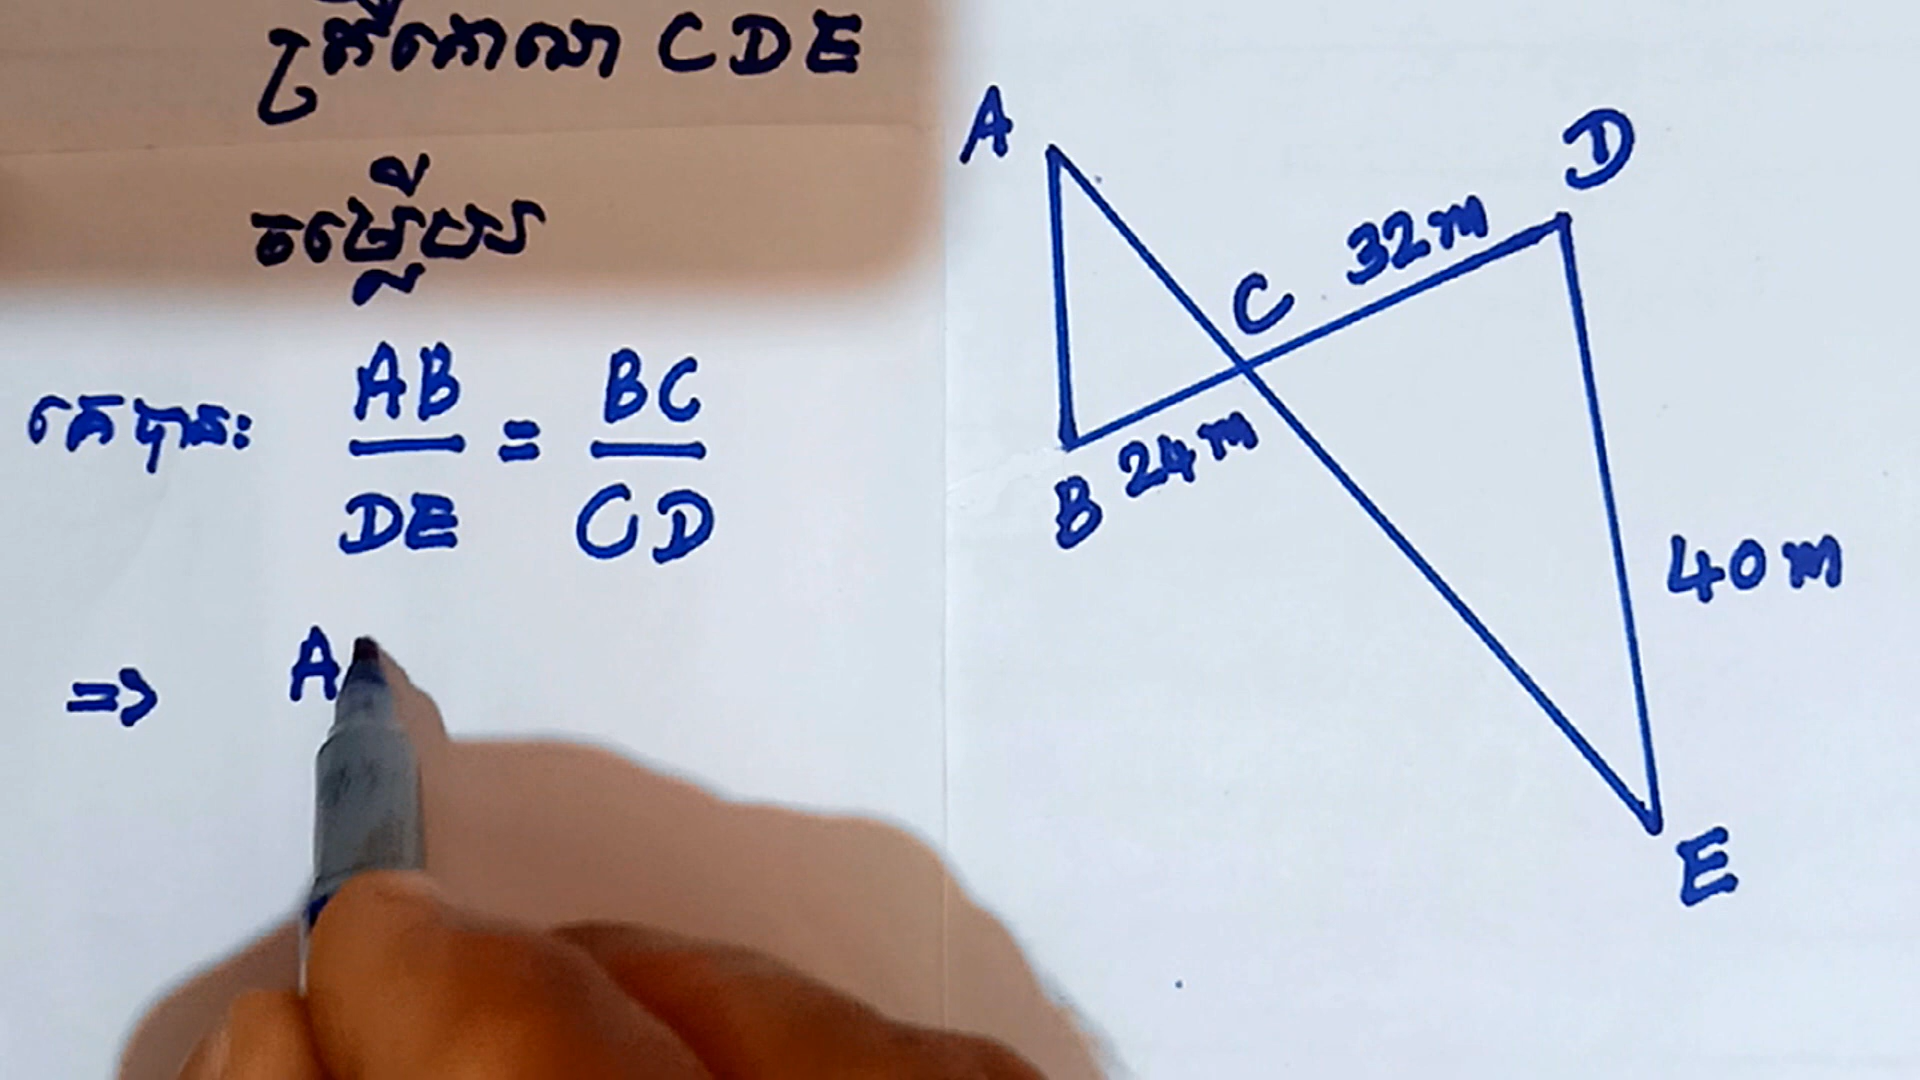 ត្រីកោណ CDE
ចម្លើយ
គេបាន: AB/DE = BC/CD
⇒ A
A
D
C
32m
B
24m
40m
E